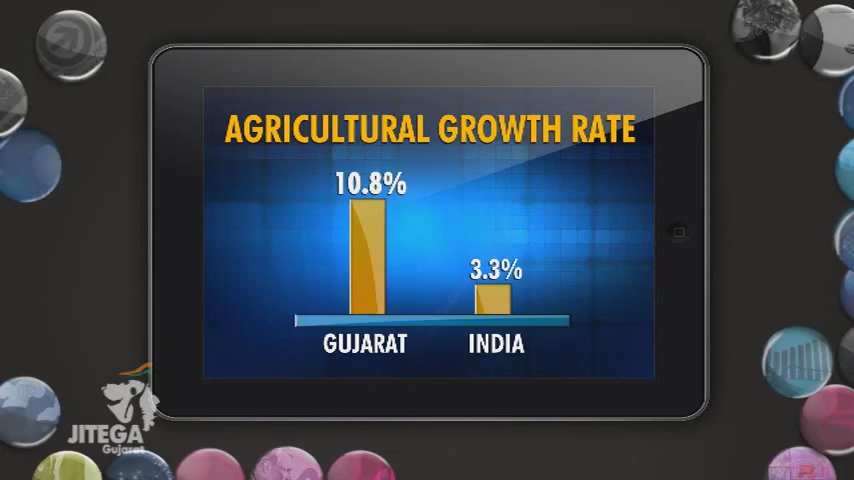 AGRICULTURAL GROWTH RATE
10.8%
3.3%
GUJARAT
INDIA
JITEGA
Gujarat